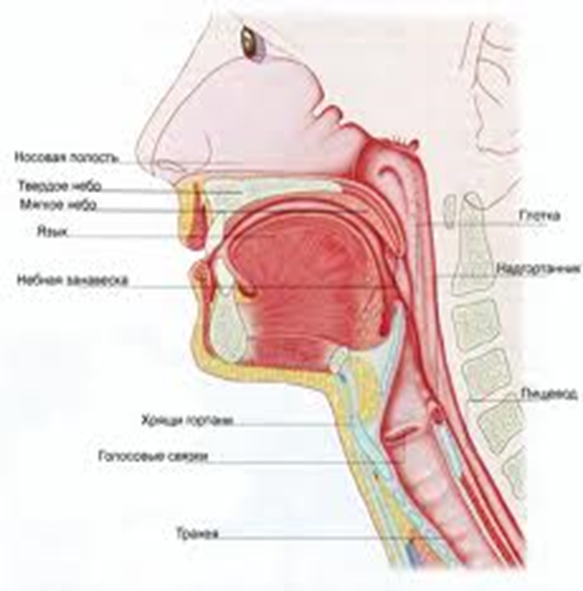 Носовая полость
Твердое небо
Мягкое небо
Язык
Небная занавеска
Хрящи гортани
Голосовые связки
Трахея
Глотка
Надгортанник
Пищевод